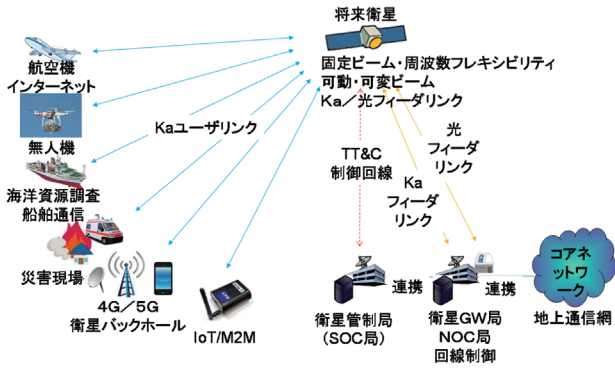 将来衛星
固定ビーム・周波数フレキシビリティ
可動・可変ビーム
Ka／光フィーダリンク
航空機
インターネット
無人機
Kaユーザリンク
海洋資源調査
船舶通信
災害現場
4G／5G
衛星バックホール
IoT/M2M
TT&C
制御回線
Ka
フィーダ
リンク
光
フィーダ
リンク
連携
連携
衛星管制局
(SOC局)
衛星GW局
NOC局
回線制御
コアネ
ットワ
ーク
地上通信網